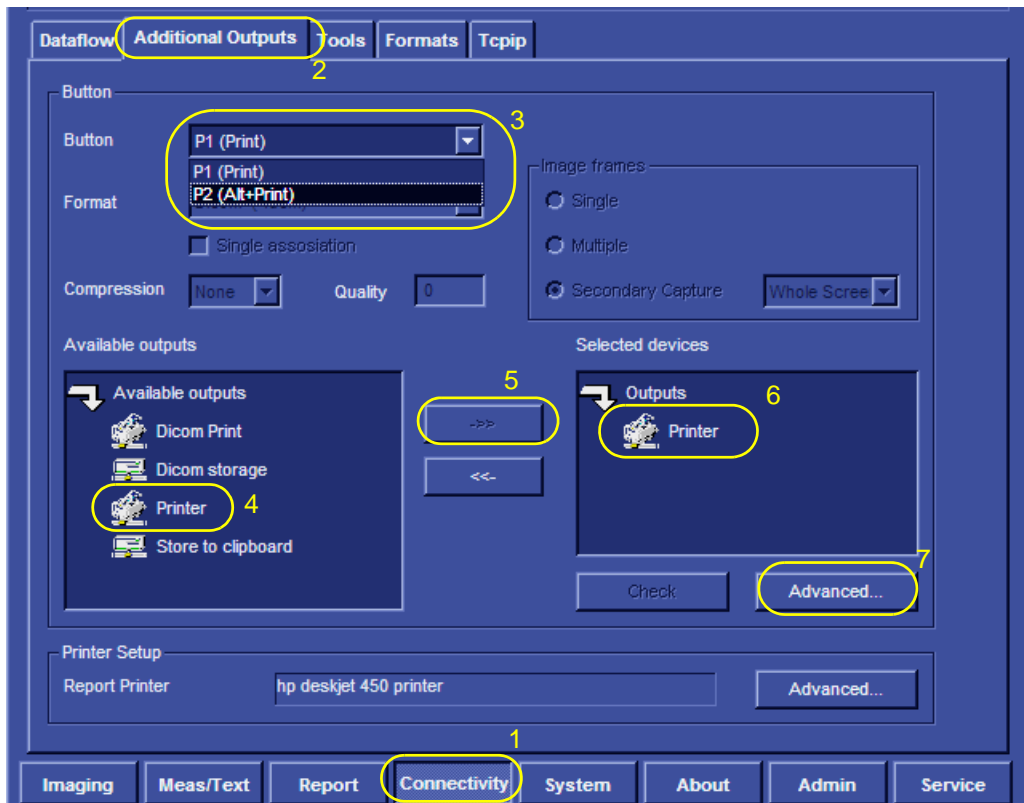 Dataflow Additional Outputs Tools Formats Tcpip
2
Button
Button P1 (Print)
3
P1 (Print)
P2 (Alt+Print)
Format
Single assosiation
Compression None Quality 0
Image frames
Single
Multiple
Secondary Capture Whole Scree
Available outputs
Available outputs
Dicom Print
Dicom storage
Printer 4
Store to clipboard
5
->>
<<-
Selected devices
Outputs
6
Printer
7
Check Advanced...
Printer Setup
Report Printer hp deskjet 450 printer Advanced...
1
Imaging Meas/Text Report Connectivity System About Admin Service